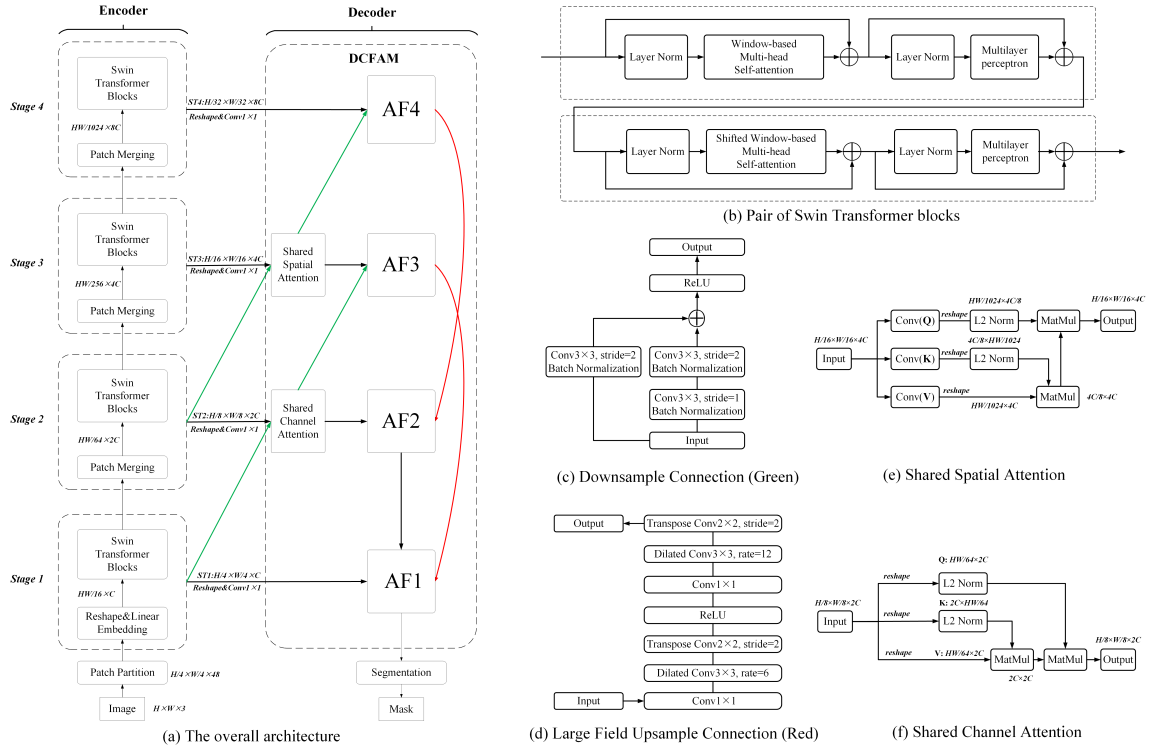 Encoder
Decoder
DCFAM
Stage 4
Swin
Transformer
Blocks
HW/1024×8C
Patch Merging
ST4:H/32×W/32×8C
Reshape&Conv1×1
AF4
Stage 3
Swin
Transformer
Blocks
HW/256×4C
Patch Merging
ST3:H/16×W/16×4C
Reshape&Conv1×1
Shared
Spatial
Attention
AF3
Stage 2
Swin
Transformer
Blocks
HW/64×2C
Patch Merging
ST2:H/8×W/8×2C
Reshape&Conv1×1
Shared
Channel
Attention
AF2
Stage 1
Swin
Transformer
Blocks
HW/16×C
Reshape&Linear
Embedding
ST1:H/4×W/4×C
Reshape&Conv1×1
AF1
Patch Partition
H/4×W/4×48
Image
H×W×3
Segmentation
Mask
(a) The overall architecture
Layer Norm
Window-based
Multi-head
Self-attention
Layer Norm
Multilayer
perceptron
Layer Norm
Shifted Window-based
Multi-head
Self-attention
Layer Norm
Multilayer
perceptron
(b) Pair of Swin Transformer blocks
Output
ReLU
Conv3×3, stride=2
Batch Normalization
Conv3×3, stride=2
Batch Normalization
Conv3×3, stride=1
Batch Normalization
Input
(c) Downsample Connection (Green)
Output
Transpose Conv2×2, stride=2
Dilated Conv3×3, rate=12
Conv1×1
ReLU
Transpose Conv2×2, stride=2
Dilated Conv3×3, rate=6
Input
Conv1×1
(d) Large Field Upsample Connection (Red)
H/16×W/16×4C
Input
Conv(Q)
reshape
HW/1024×4C/8
L2 Norm
MatMul
H/16×W/16×4C
Output
Conv(K)
reshape
4C/8×HW/1024
L2 Norm
Conv(V)
reshape
HW/1024×4C
MatMul
4C/8×4C
(e) Shared Spatial Attention
H/8×W/8×2C
Input
reshape
Q: HW/64×2C
L2 Norm
reshape
K: 2C×HW/64
L2 Norm
reshape
V: HW/64×2C
MatMul
2C×2C
MatMul
H/8×W/8×2C
Output
(f) Shared Channel Attention